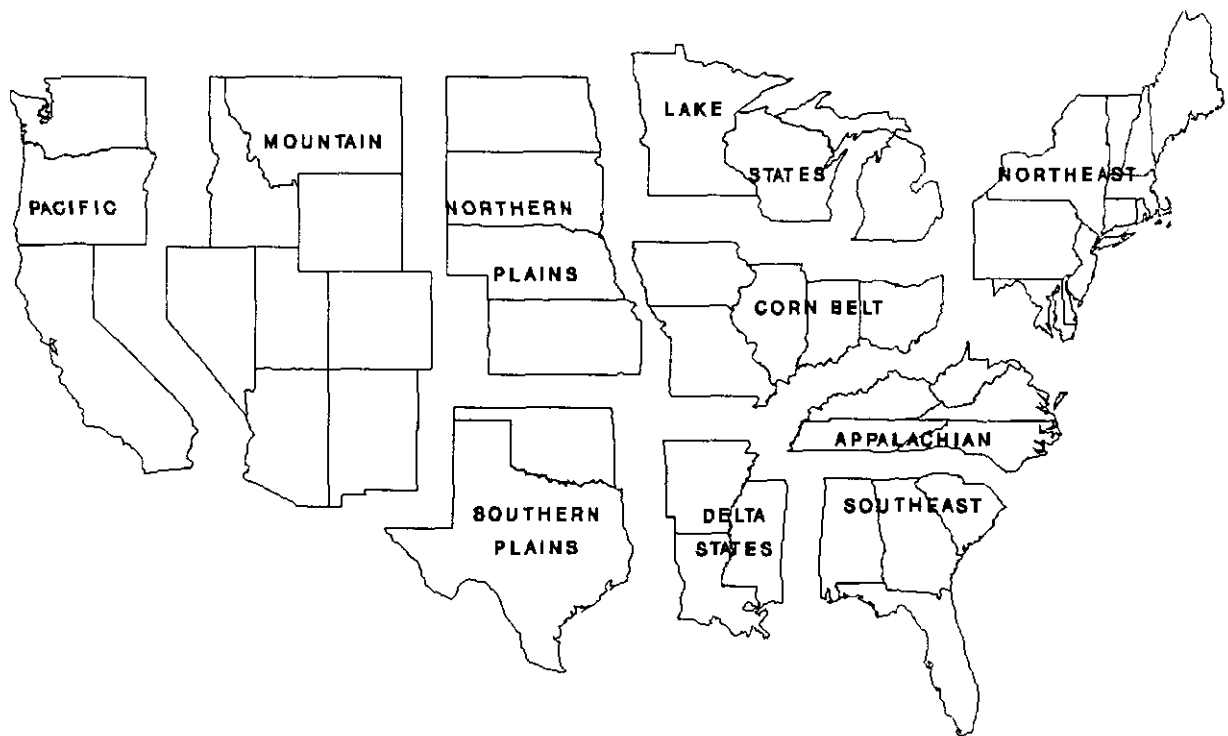 LAKE
STATES
MOUNTAIN
NORTHEAST
PACIFIC
NORTHERN
PLAINS
CORN BELT
APPALACHIAN
SOUTHERN
PLAINS
DELTA
STATES
SOUTHEAST